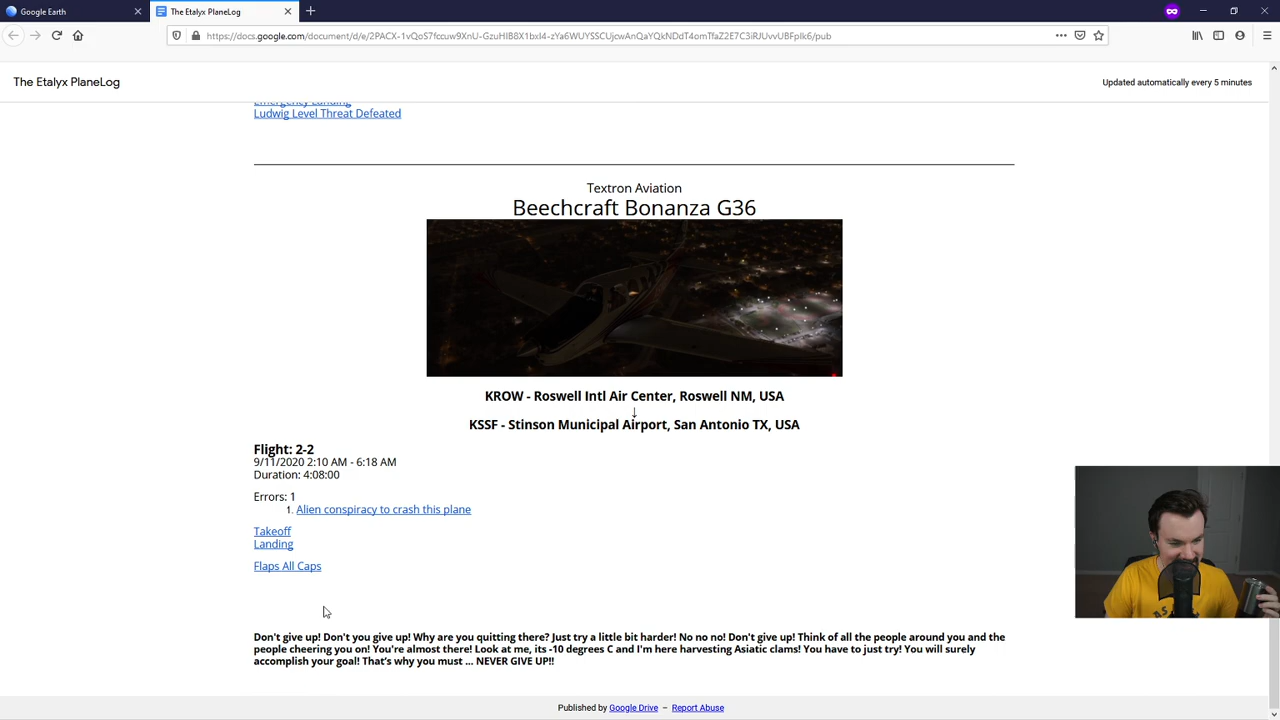 Google Earth
The Etalyx PlaneLog
https://docs.google.com/document/d/e/2PACX-1vQoS7fccuw9XnU-GzuHIB8X1bxI4-zYa6WUYSSCUjcwAnQaYQkNDdT4omTfaZ2E7C3iRJUvvUBFpIk6/pub
The Etalyx PlaneLog
Updated automatically every 5 minutes
Emergency Landing
Ludwig Level Threat Defeated
Textron Aviation
Beechcraft Bonanza G36
KROW - Roswell Intl Air Center, Roswell NM, USA
↓
KSSF - Stinson Municipal Airport, San Antonio TX, USA
Flight: 2-2
9/11/2020 2:10 AM - 6:18 AM
Duration: 4:08:00
Errors: 1
1. Alien conspiracy to crash this plane
Takeoff
Landing
Flaps All Caps
Don't give up! Don't you give up! Why are you quitting there? Just try a little bit harder! No no no! Don't give up! Think of all the people around you and the
people cheering you on! You're almost there! Look at me, its -10 degrees C and I'm here harvesting Asiatic clams! You have to just try! You will surely
accomplish your goal! That's why you must ... NEVER GIVE UP!!
Published by Google Drive – Report Abuse